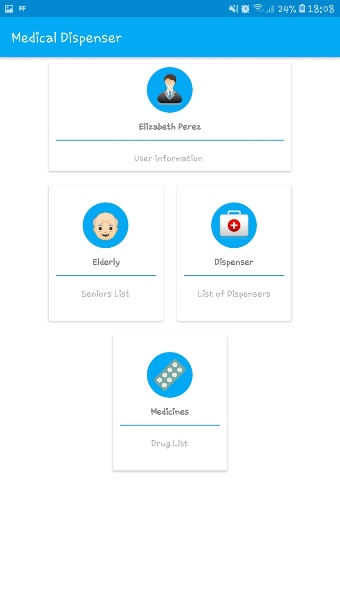 24% 18:08
Medical Dispenser
Elizabeth Perez
User information
Elderly
Seniors List
Dispenser
List of Dispensers
Medicines
Drug List